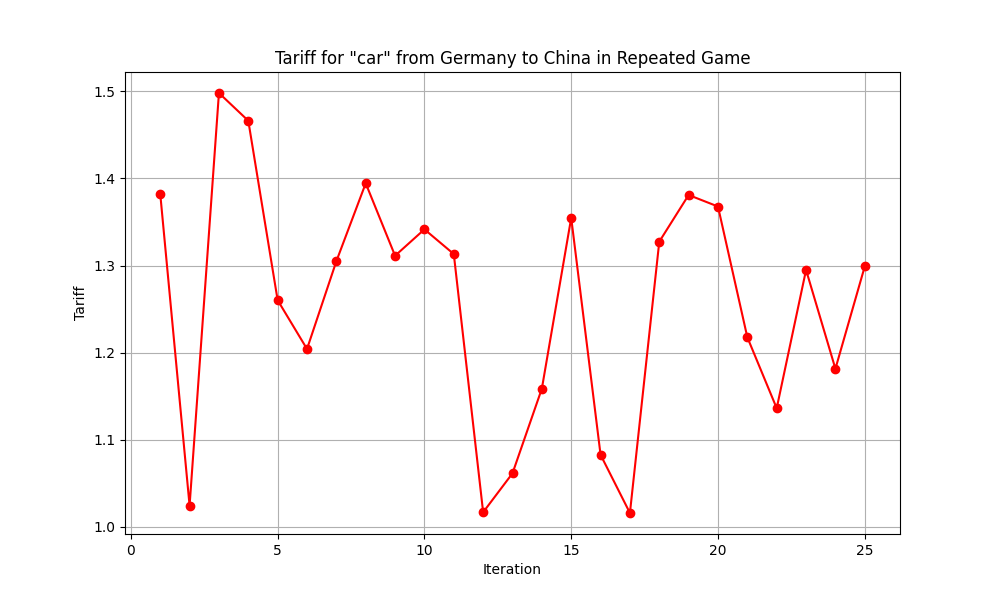 Tariff for "car" from Germany to China in Repeated Game
1.5
1.4
1.3
1.2
1.1
1.0
Tariff
0 5 10 15 20 25
Iteration